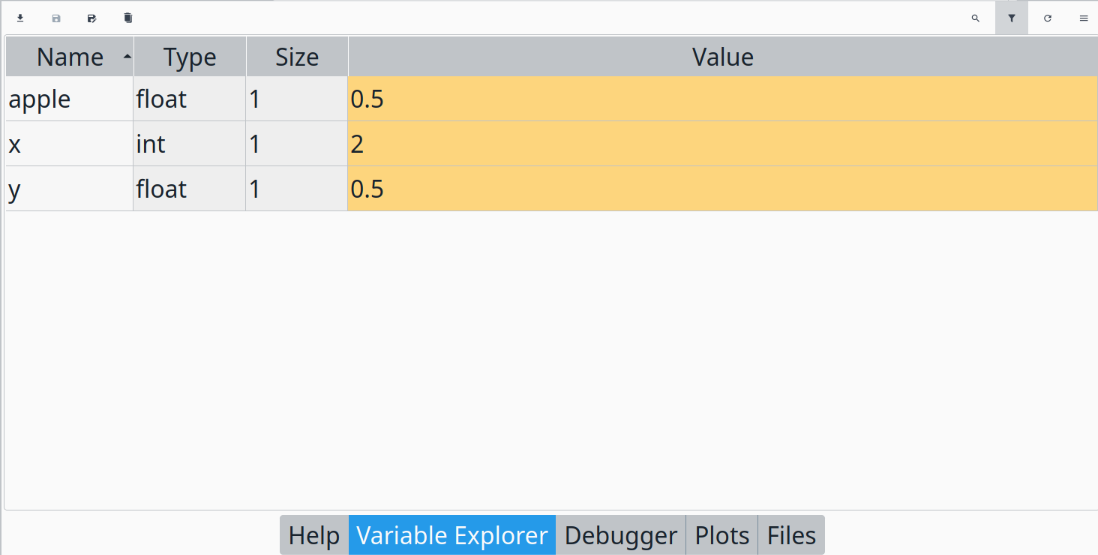 Name Type Size Value
apple float 1 0.5
x int 1 2
y float 1 0.5
Help Variable Explorer Debugger Plots Files